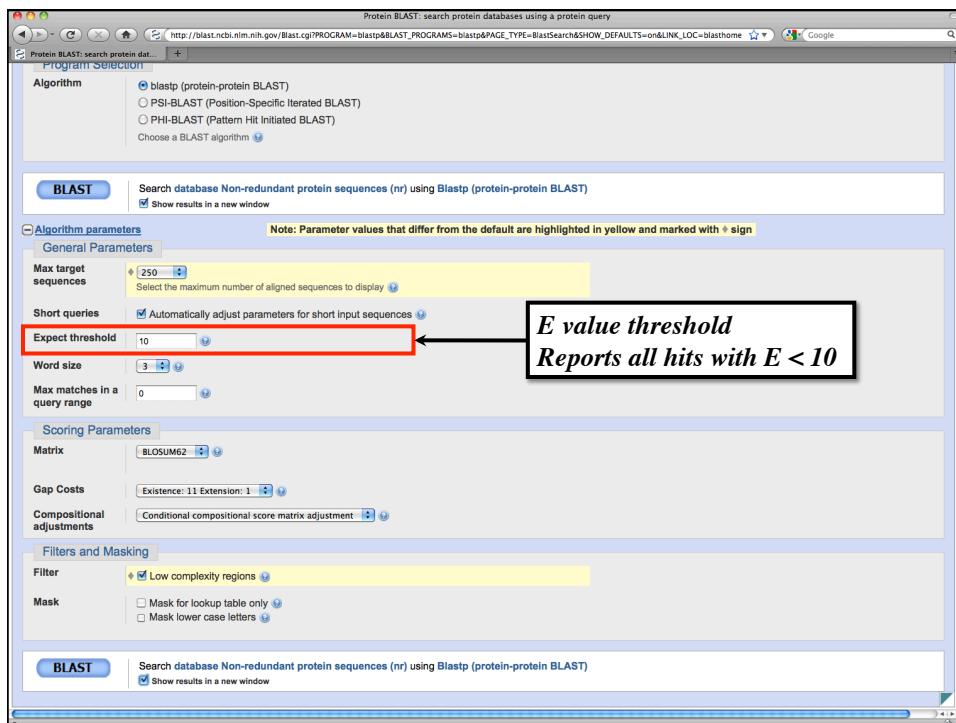 Protein BLAST: search protein databases using a protein query
http://blast.ncbi.nlm.nih.gov/Blast.cgi?PROGRAM=blastp&BLAST_PROGRAMS=blastp&PAGE_TYPE=BlastSearch&SHOW_DEFAULTS=on&LINK_LOC=blasthome
Google
Protein BLAST: search protein dat...
Program Selection
Algorithm
blastp (protein-protein BLAST)
PSI-BLAST (Position-Specific Iterated BLAST)
PHI-BLAST (Pattern Hit Initiated BLAST)
Choose a BLAST algorithm
BLAST
Search database Non-redundant protein sequences (nr) using Blastp (protein-protein BLAST)
Show results in a new window
Algorithm parameters
Note: Parameter values that differ from the default are highlighted in yellow and marked with ♦ sign
General Parameters
Max target sequences
250
Select the maximum number of aligned sequences to display
Short queries
Automatically adjust parameters for short input sequences
Expect threshold
10
E value threshold
Reports all hits with E < 10
Word size
3
Max matches in a query range
0
Scoring Parameters
Matrix
BLOSUM62
Gap Costs
Existence: 11 Extension: 1
Compositional adjustments
Conditional compositional score matrix adjustment
Filters and Masking
Filter
Low complexity regions
Mask
Mask for lookup table only
Mask lower case letters
BLAST
Search database Non-redundant protein sequences (nr) using Blastp (protein-protein BLAST)
Show results in a new window